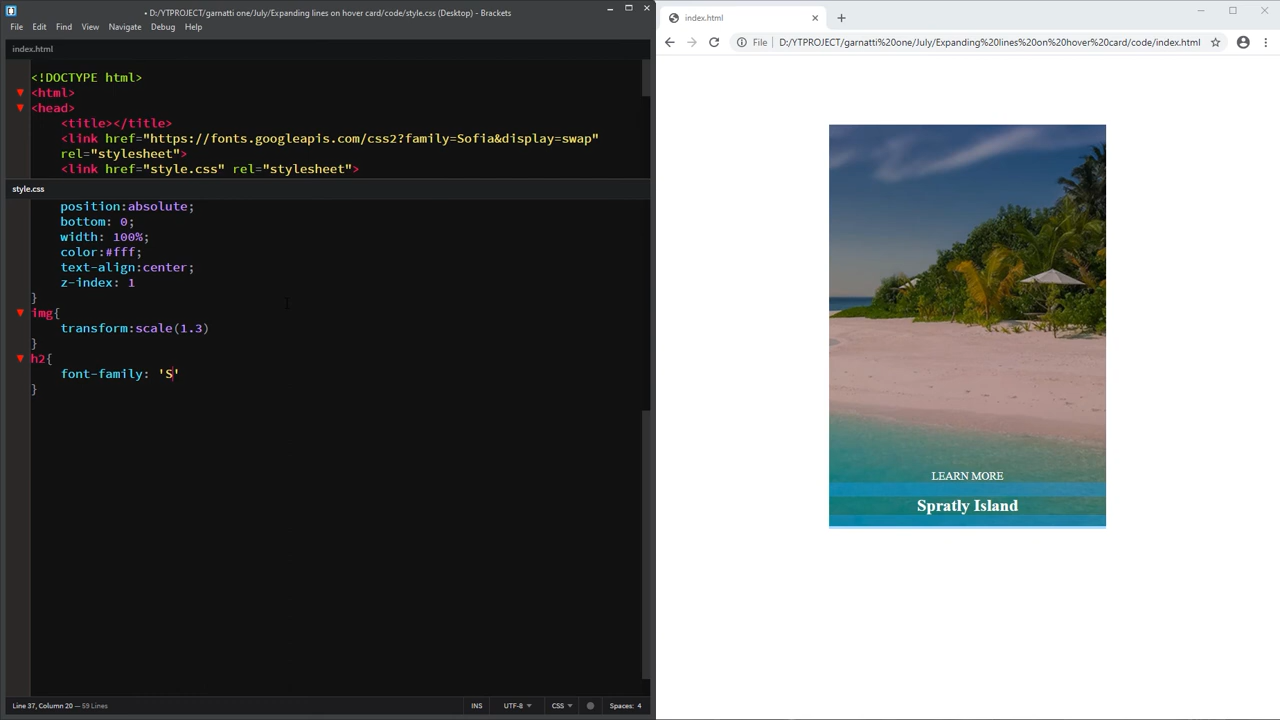 • D:/YTPROJECT/garnatti one/July/Expanding lines on hover card/code/style.css (Desktop) - Brackets
File Edit Find View Navigate Debug Help
index.html
<!DOCTYPE html>
<html>
<head>
<title></title>
<link href="https://fonts.googleapis.com/css2?family=Sofia&display=swap"
rel="stylesheet">
<link href="style.css" rel="stylesheet">
style.css
position:absolute;
bottom: 0;
width: 100%;
color:#fff;
text-align:center;
z-index: 1
}
img{
transform:scale(1.3)
}
h2{
font-family: 'S'
}
Line 37, Column 20 — 59 Lines
INS UTF-8 CSS Spaces: 4
index.html
File D:/YTPROJECT/garnatti%20one/July/Expanding%20lines%20on%20hover%20card/code/index.html
LEARN MORE
Spratly Island